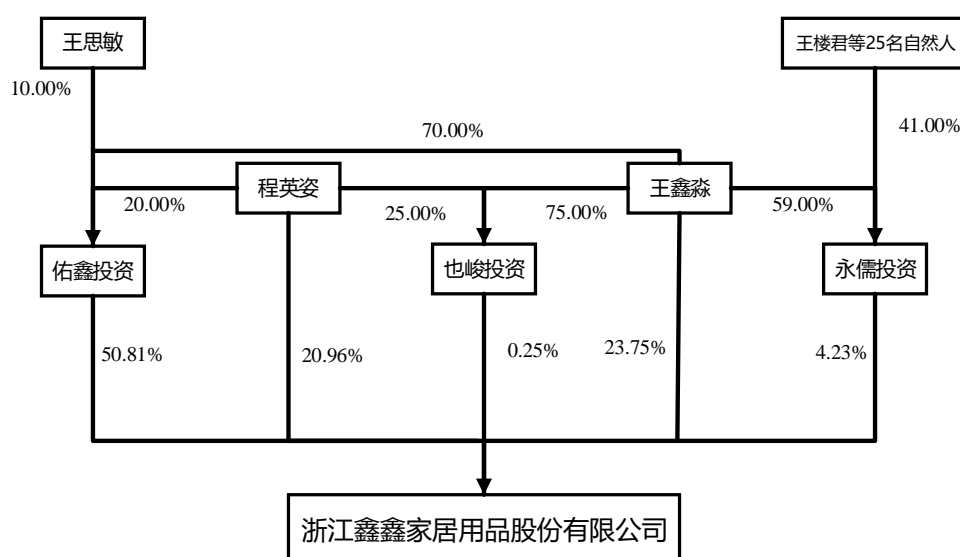 王思敏
王楼君等25名自然人
10.00%
70.00%
41.00%
程英姿
王鑫淼
20.00%
25.00%
75.00%
59.00%
佑鑫投资
也峻投资
永儒投资
50.81%
20.96%
0.25%
23.75%
4.23%
浙江鑫鑫家居用品股份有限公司